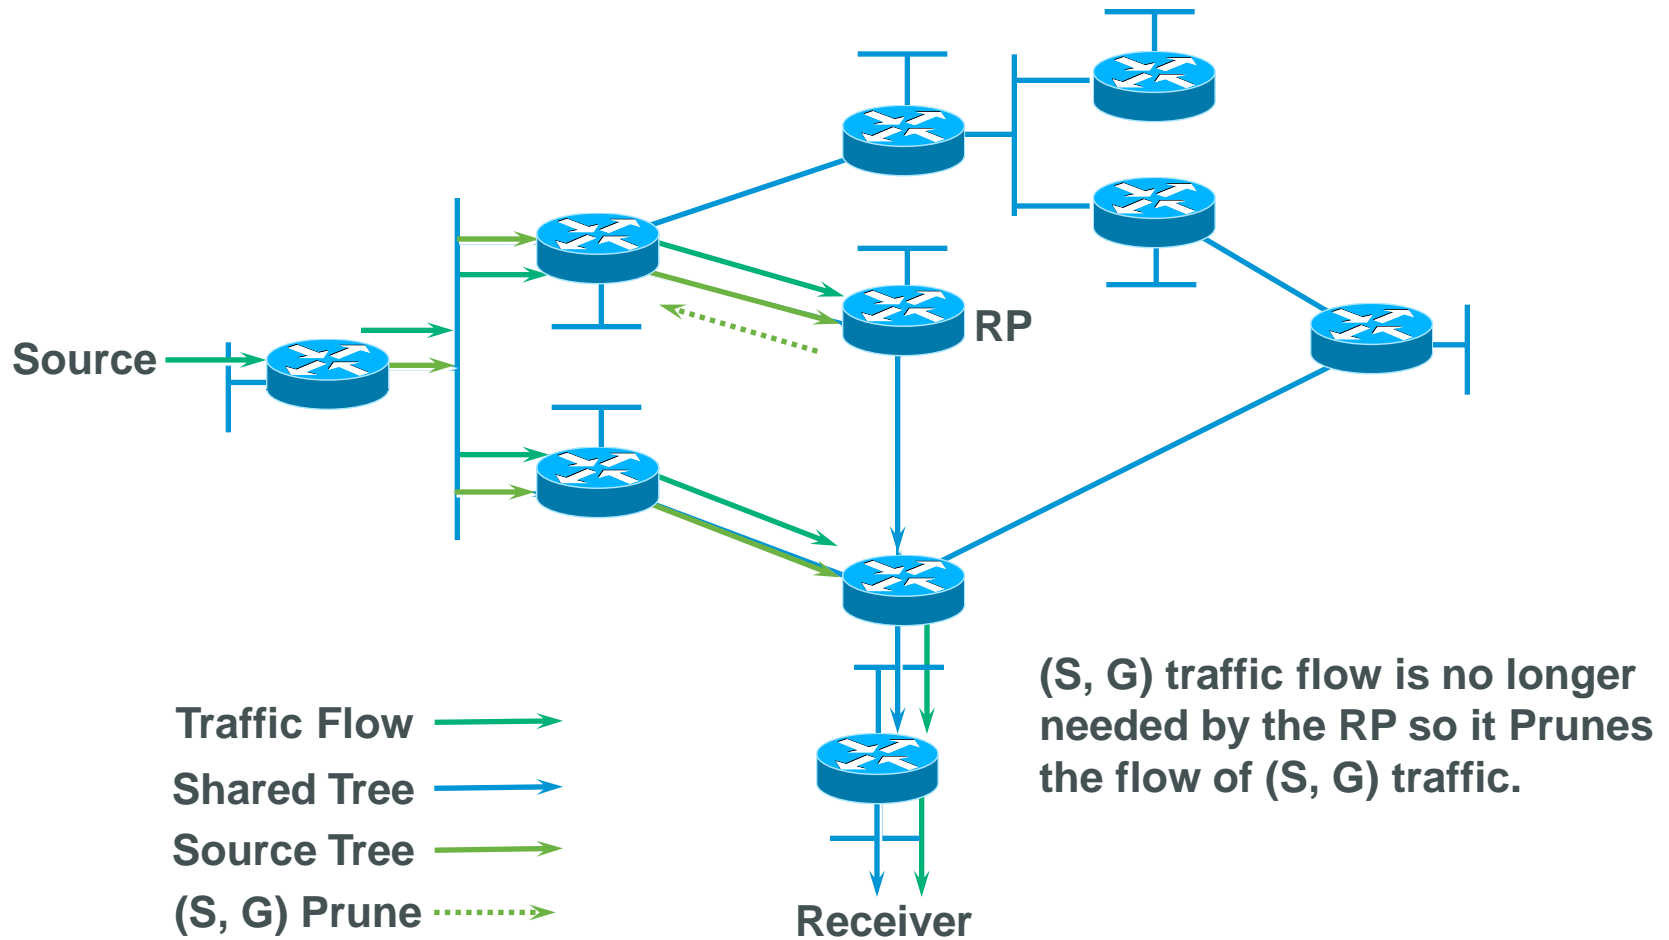 RP
Source
(S, G) traffic flow is no longer
needed by the RP so it Prunes
the flow of (S, G) traffic.
Traffic Flow
Shared Tree
Source Tree
(S, G) Prune
Receiver